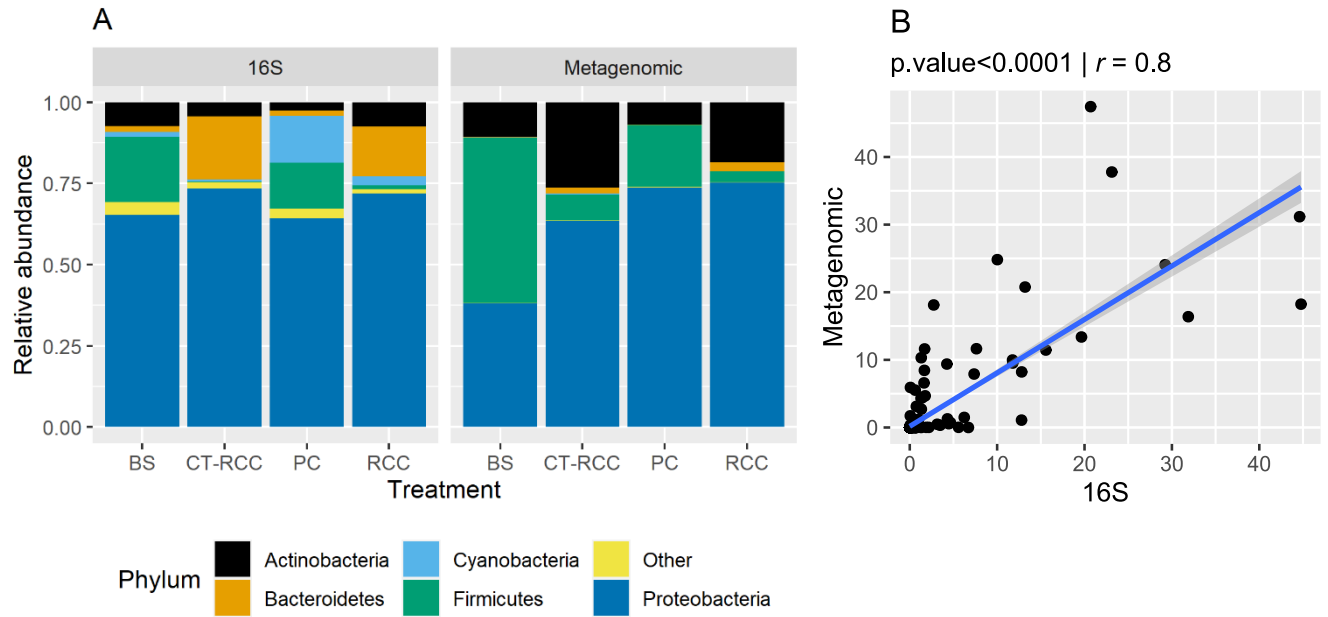 A
16S Metagenomic
Relative abundance
1.00
0.75
0.50
0.25
0.00
BS CT-RCC PC RCC BS CT-RCC PC RCC
Treatment
Phylum
Actinobacteria Cyanobacteria Other
Bacteroidetes Firmicutes Proteobacteria
B
p.value<0.0001 | r = 0.8
Metagenomic
40
30
20
10
0
0 10 20 30 40
16S